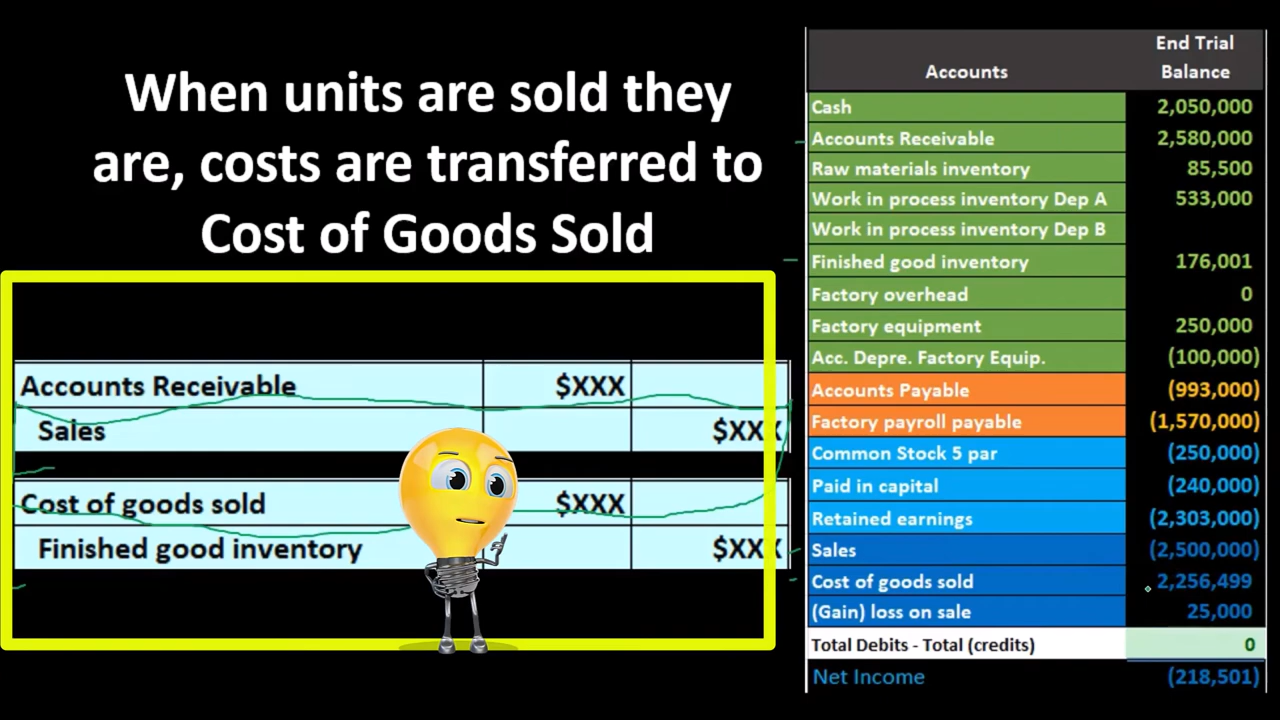 When units are sold they
are, costs are transferred to
Cost of Goods Sold
Accounts Receivable $XXX
Sales $XXX
Cost of goods sold $XXX
Finished good inventory $XXX
Accounts End Trial Balance
Cash 2,050,000
Accounts Receivable 2,580,000
Raw materials inventory 85,500
Work in process inventory Dep A 533,000
Work in process inventory Dep B
Finished good inventory 176,001
Factory overhead 0
Factory equipment 250,000
Acc. Depre. Factory Equip. (100,000)
Accounts Payable (993,000)
Factory payroll payable (1,570,000)
Common Stock 5 par (250,000)
Paid in capital (240,000)
Retained earnings (2,303,000)
Sales (2,500,000)
Cost of goods sold 2,256,499
(Gain) loss on sale 25,000
Total Debits - Total (credits) 0
Net Income (218,501)